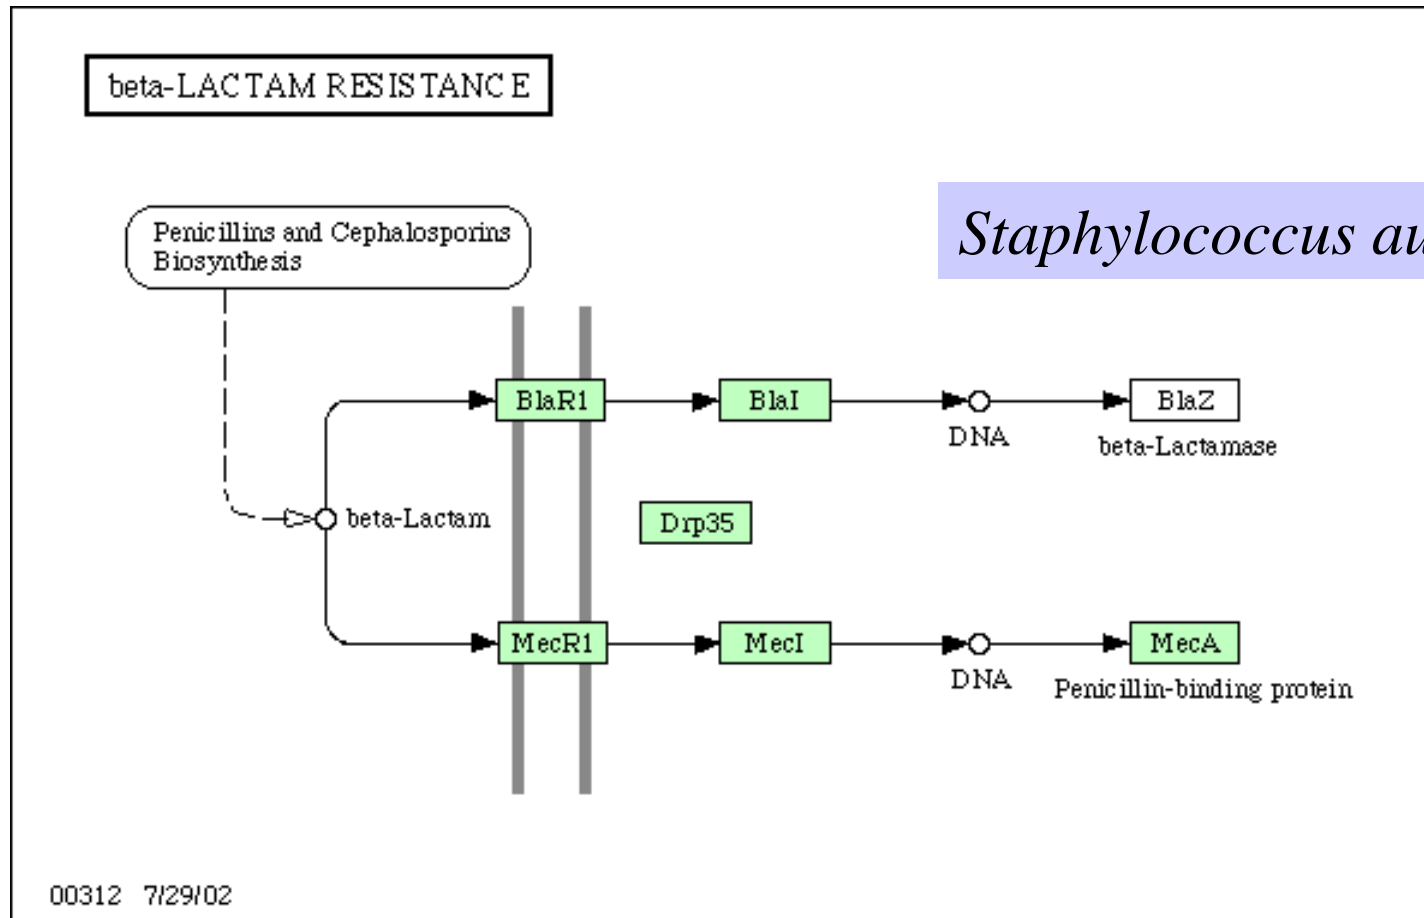 beta-LACTAM RESISTANCE
Staphylococcus
Penicillins and Cephalosporins
Biosynthesis
BlaR1
BlaI
DNA
BlaZ
beta-Lactamase
beta-Lactam
Drp35
MecR1
MecI
DNA
MecA
Penicillin-binding protein
00312 7/29/02